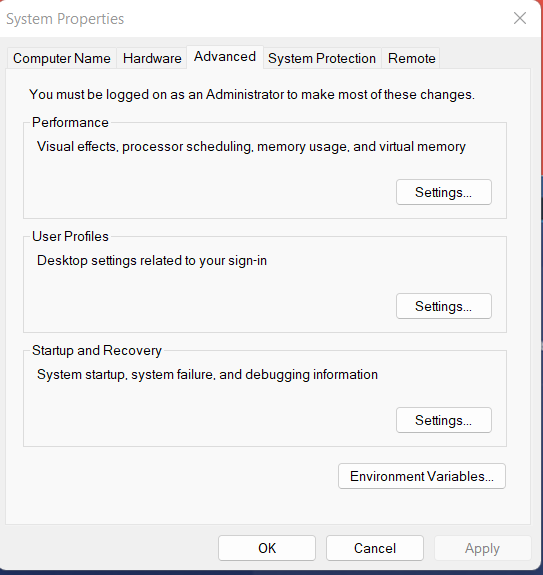 System Properties
Computer Name Hardware Advanced System Protection Remote
You must be logged on as an Administrator to make most of these changes.
Performance
Visual effects, processor scheduling, memory usage, and virtual memory
Settings...
User Profiles
Desktop settings related to your sign-in
Settings...
Startup and Recovery
System startup, system failure, and debugging information
Settings...
Environment Variables...
OK Cancel Apply